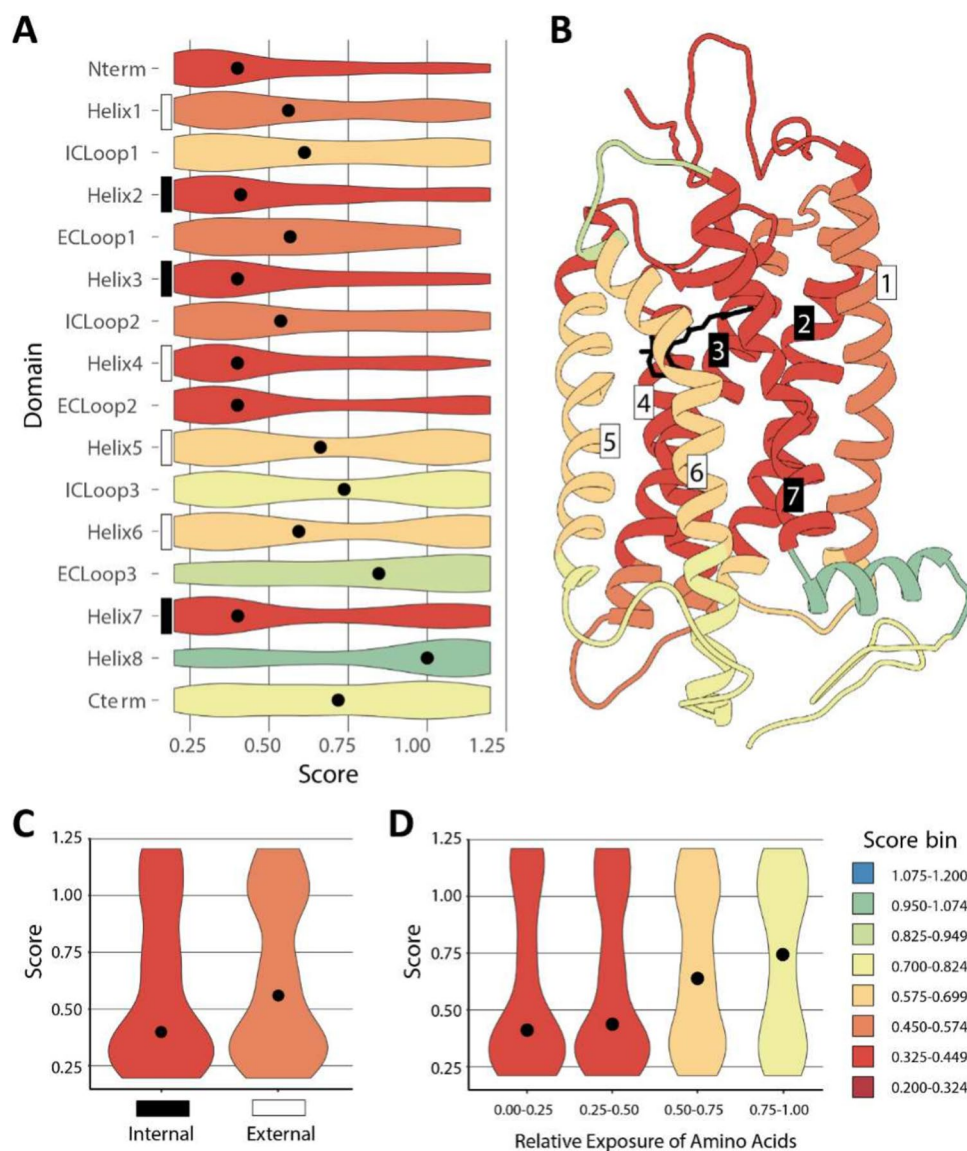 A
B
Nterm
Helix1
ICLoop1
Helix2
ECLoop1
Helix3
ICLoop2
Helix4
ECLoop2
Helix5
ICLoop3
Helix6
ECLoop3
Helix7
Helix8
Cterm
Domain
0.25 0.50 0.75 1.00 1.25
Score
1
2
3
4
5
6
7
C
D
1.25
1.00
0.75
0.50
0.25
Score
Internal External
1.25
1.00
0.75
0.50
0.25
Score
0.00-0.25 0.25-0.50 0.50-0.75 0.75-1.00
Relative Exposure of Amino Acids
Score bin
1.075-1.200
0.950-1.074
0.825-0.949
0.700-0.824
0.575-0.699
0.450-0.574
0.325-0.449
0.200-0.324